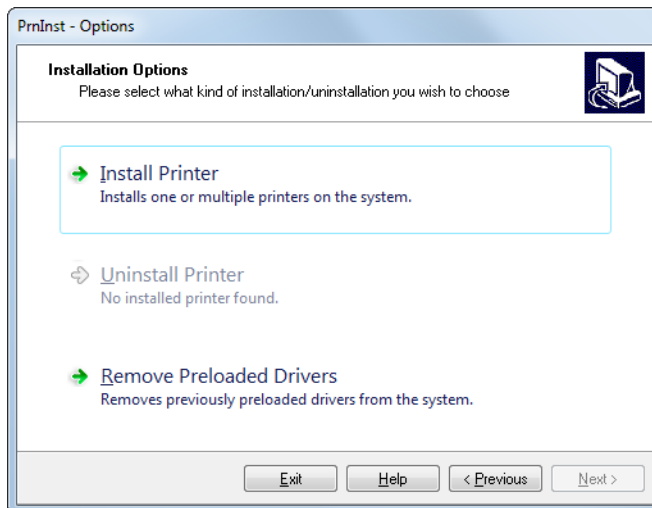 PrnInst - Options
Installation Options
Please select what kind of installation/uninstallation you wish to choose
Install Printer
Installs one or multiple printers on the system.
Uninstall Printer
No installed printer found.
Remove Preloaded Drivers
Removes previously preloaded drivers from the system.
Exit Help < Previous Next >